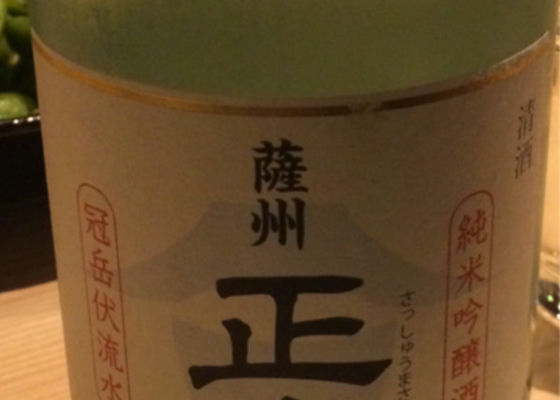 清酒
純米吟醸酒
薩州
正
さっしゅうまさ
冠岳伏流水